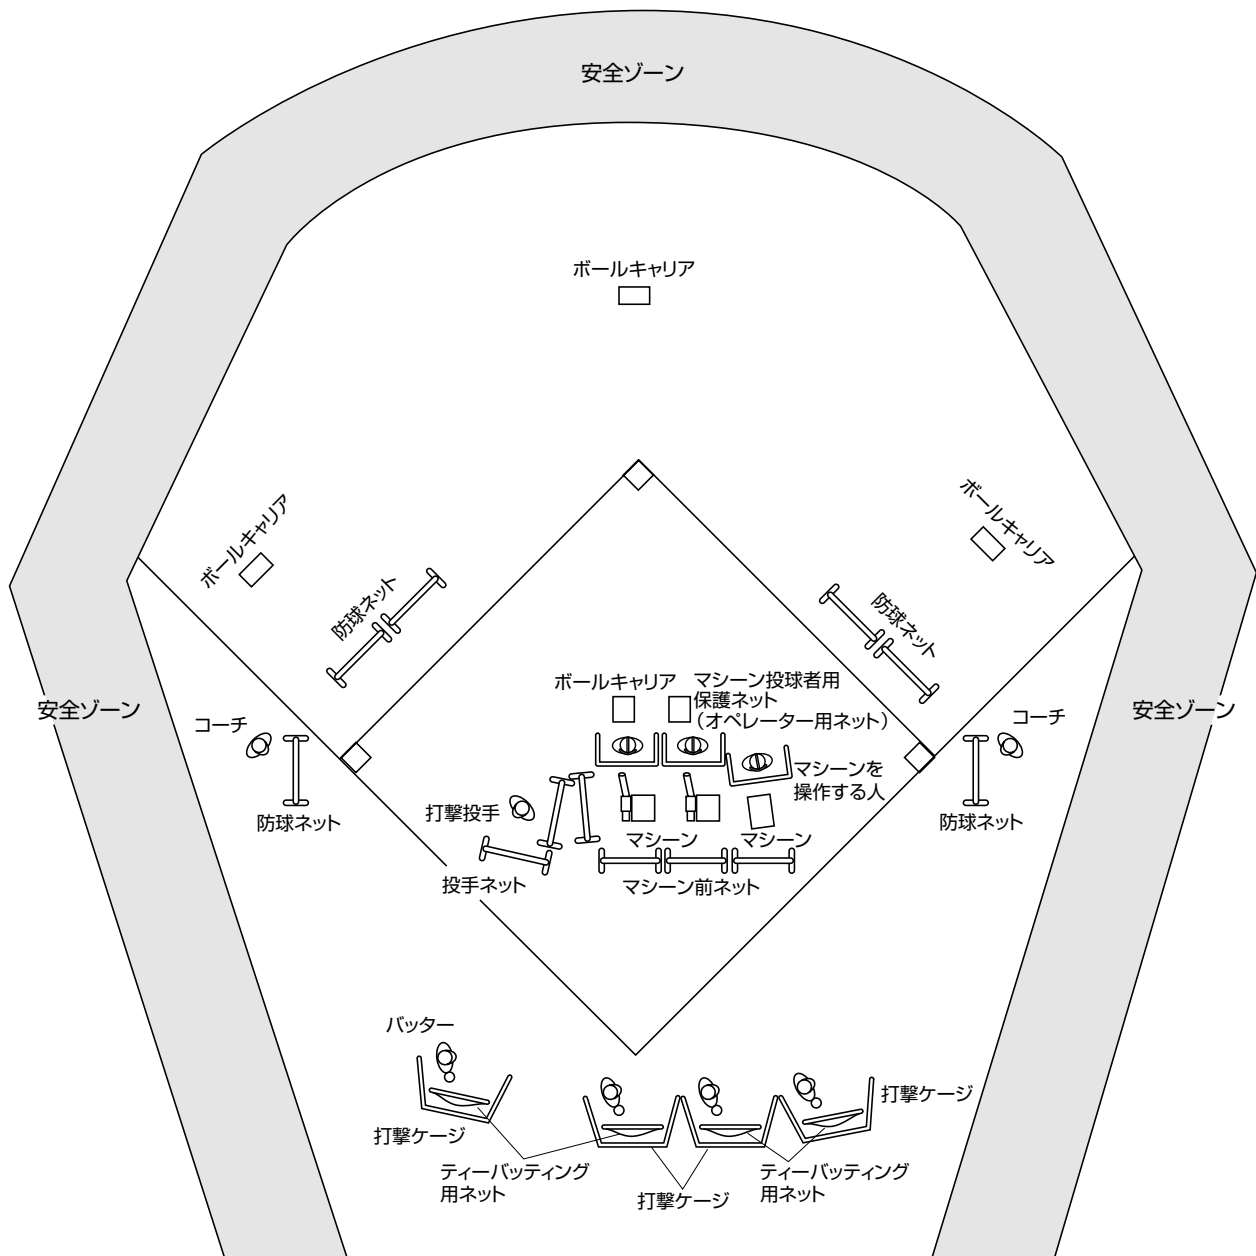 安全ゾーン
ボールキャリア
ボールキャリア
ボールキャリア
防球ネット
防球ネット
ボールキャリア
マシーン投球者用
保護ネット
(オペレーター用ネット)
安全ゾーン
安全ゾーン
コーチ
コーチ
マシーンを
操作する人
打撃投手
防球ネット
防球ネット
マシーン
マシーン
投手ネット
マシーン前ネット
バッター
打撃ケージ
打撃ケージ
ティーバッティング
用ネット
ティーバッティング
用ネット
打撃ケージ